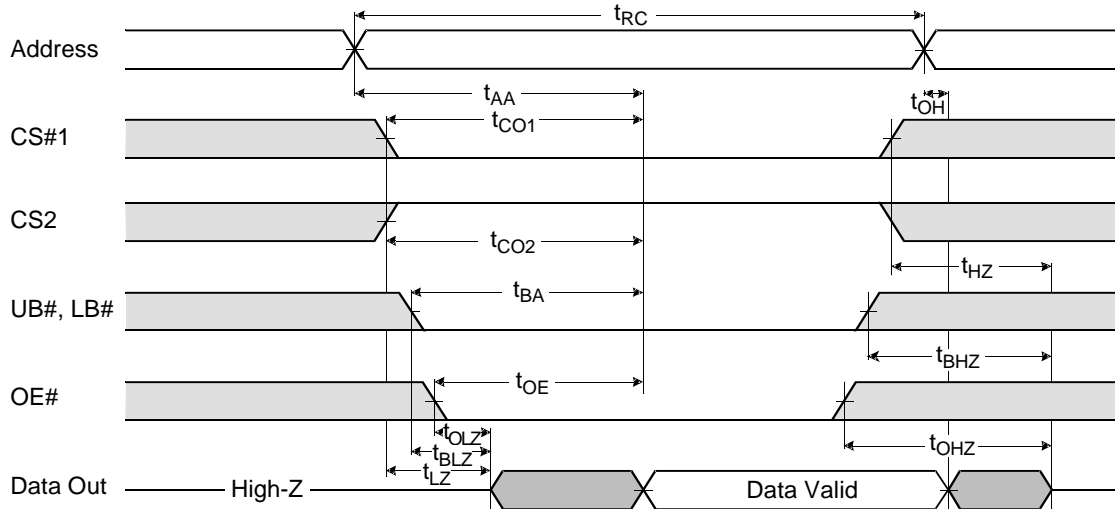 tRC
Address
tAA
tOH
CS#1
tCO1
CS2
tCO2
tHZ
UB#, LB#
tBA
tBHZ
OE#
tOE
tOLZ
tOHZ
tBLZ
tLZ
Data Out
High-Z
Data Valid